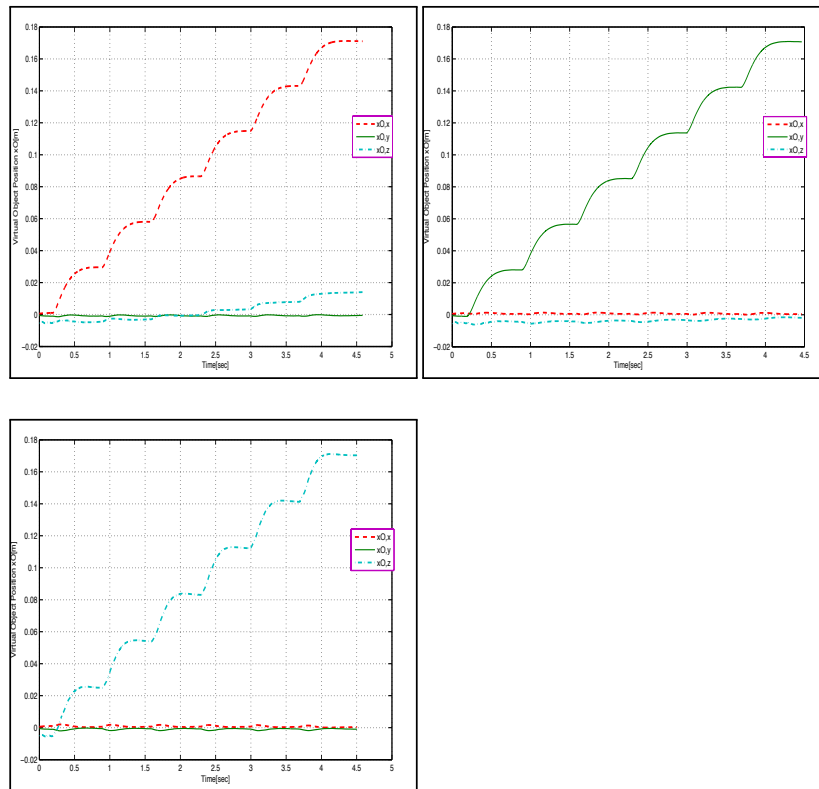 0.18
0.16
0.14
0.12
0.1
0.08
0.06
0.04
0.02
0
−0.02
Virtual Object Position xO[m]
0 0.5 1 1.5 2 2.5 3 3.5 4 4.5 5
Time[sec]
xO,x
xO,y
xO,z
0.18
0.16
0.14
0.12
0.1
0.08
0.06
0.04
0.02
0
−0.02
Virtual Object Position xO[m]
0 0.5 1 1.5 2 2.5 3 3.5 4 4.5
Time[sec]
xO,x
xO,y
xO,z
0.18
0.16
0.14
0.12
0.1
0.08
0.06
0.04
0.02
0
−0.02
Virtual Object Position xO[m]
0 0.5 1 1.5 2 2.5 3 3.5 4 4.5 5
Time[sec]
xO,x
xO,y
xO,z